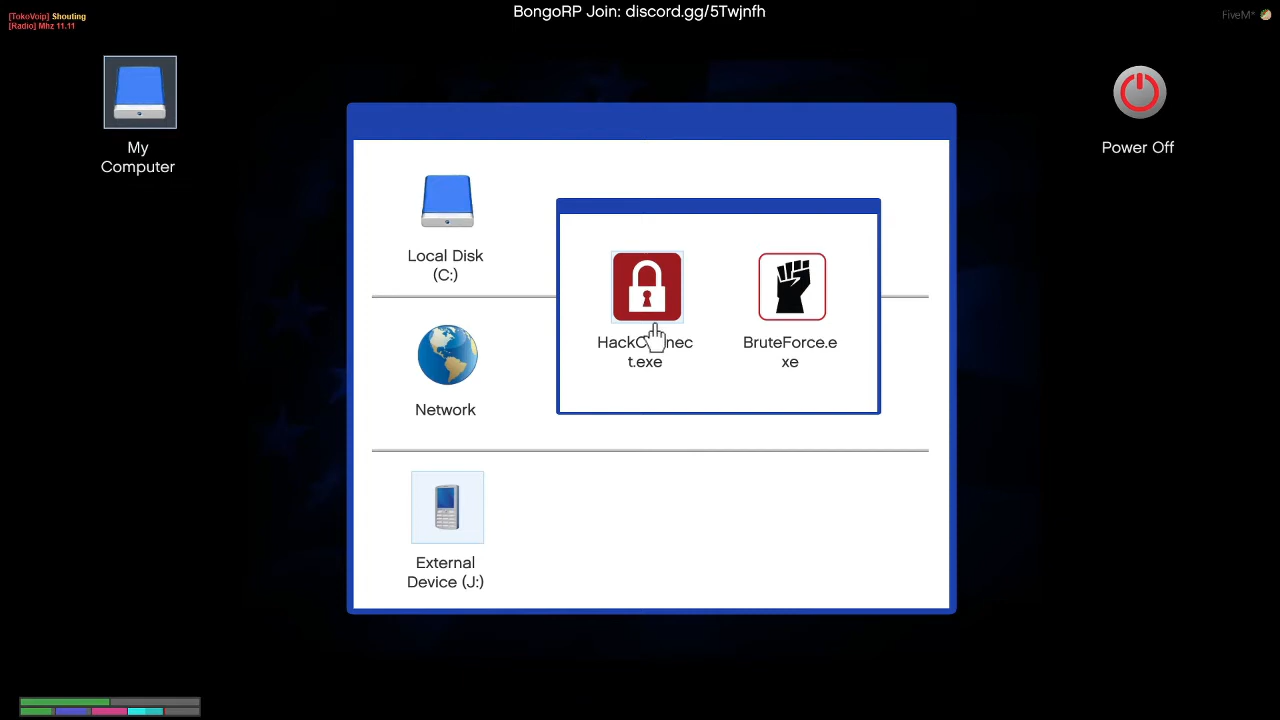 [TokoVoip] Shouting
[Radio] Mhz 11.11
BongoRP Join: discord.gg/5Twjnfh
FiveM*
My
Computer
Power Off
Local Disk
(C:)
HackConnec
t.exe
BruteForce.e
xe
Network
External
Device (J:)